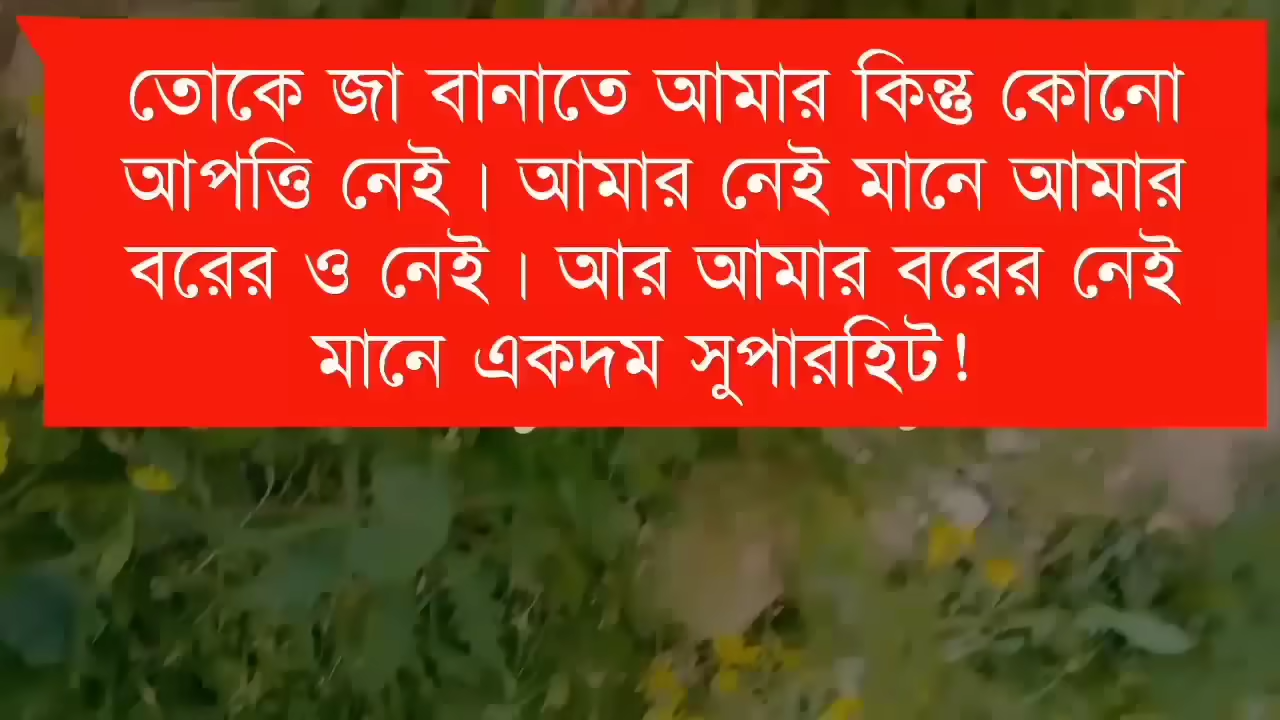 তোকে জা বানাতে আমার কিন্তু কোনো
আপত্তি নেই। আমার নেই মানে আমার
বরের ও নেই। আর আমার বরের নেই
মানে একদম সুপারহিট!